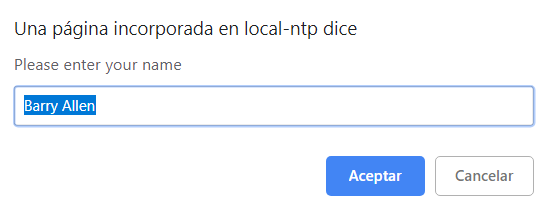 Una página incorporada en local-ntp dice
Please enter your name
Barry Allen
Aceptar
Cancelar